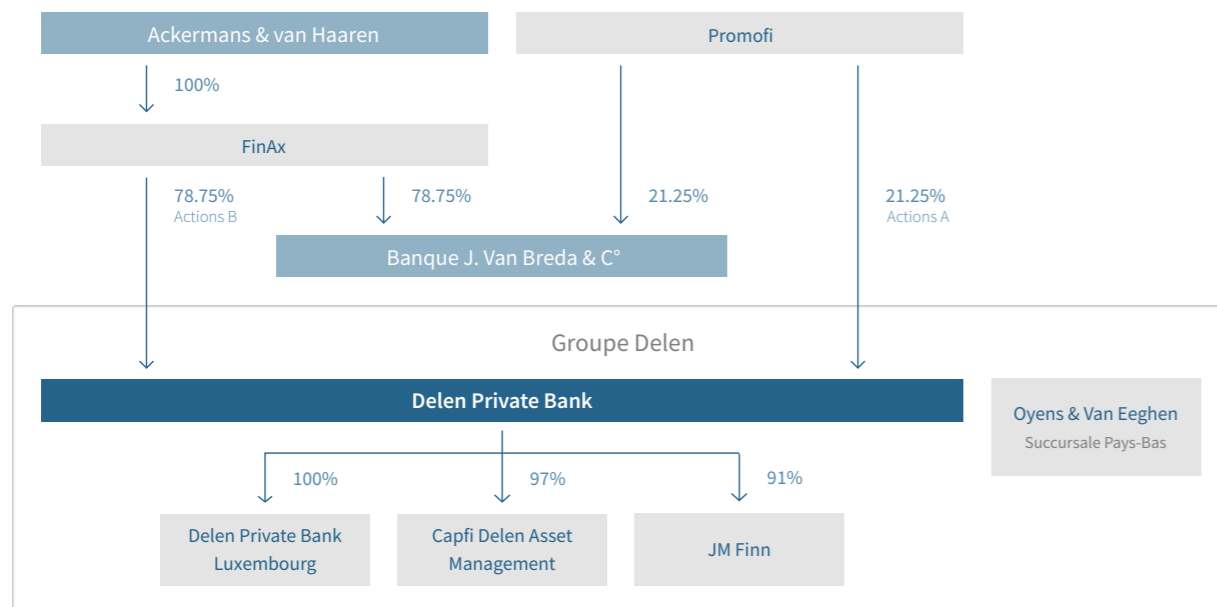 Ackermans & van Haaren
Promofi
100%
FinAx
78.75%
Actions B
78.75%
21.25%
21.25%
Actions A
Banque J. Van Breda & C°
Groupe Delen
Delen Private Bank
Oyens & Van Eeghen
Succursale Pays-Bas
100%
97%
91%
Delen Private Bank
Luxembourg
Capfi Delen Asset
Management
JM Finn